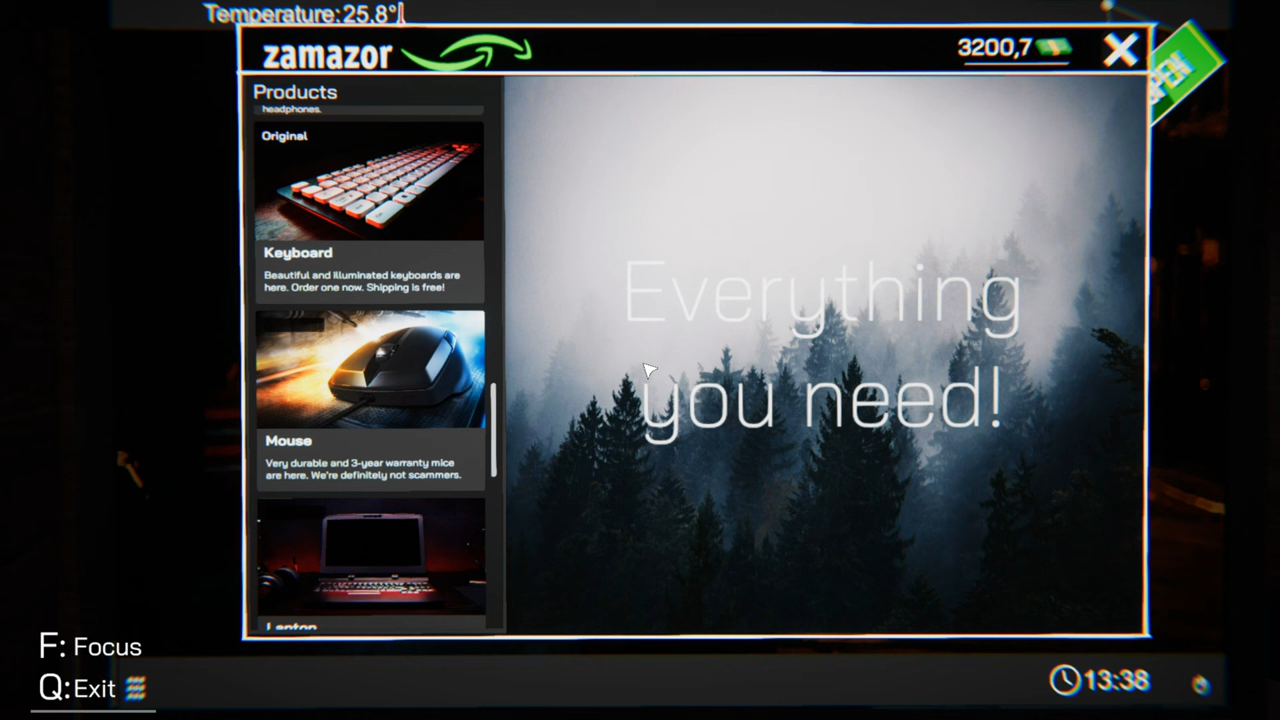 Temperature: 25.8°
zamazor
3200,7
OPEN
Products
headphones.
Original
Keyboard
Beautiful and illuminated keyboards are
here. Order one now. Shipping is free!
Mouse
Very durable and 3-year warranty mice
are here. We're definitely not scammers.
Laptop
Everything
you need!
F: Focus
Q: Exit
13:38